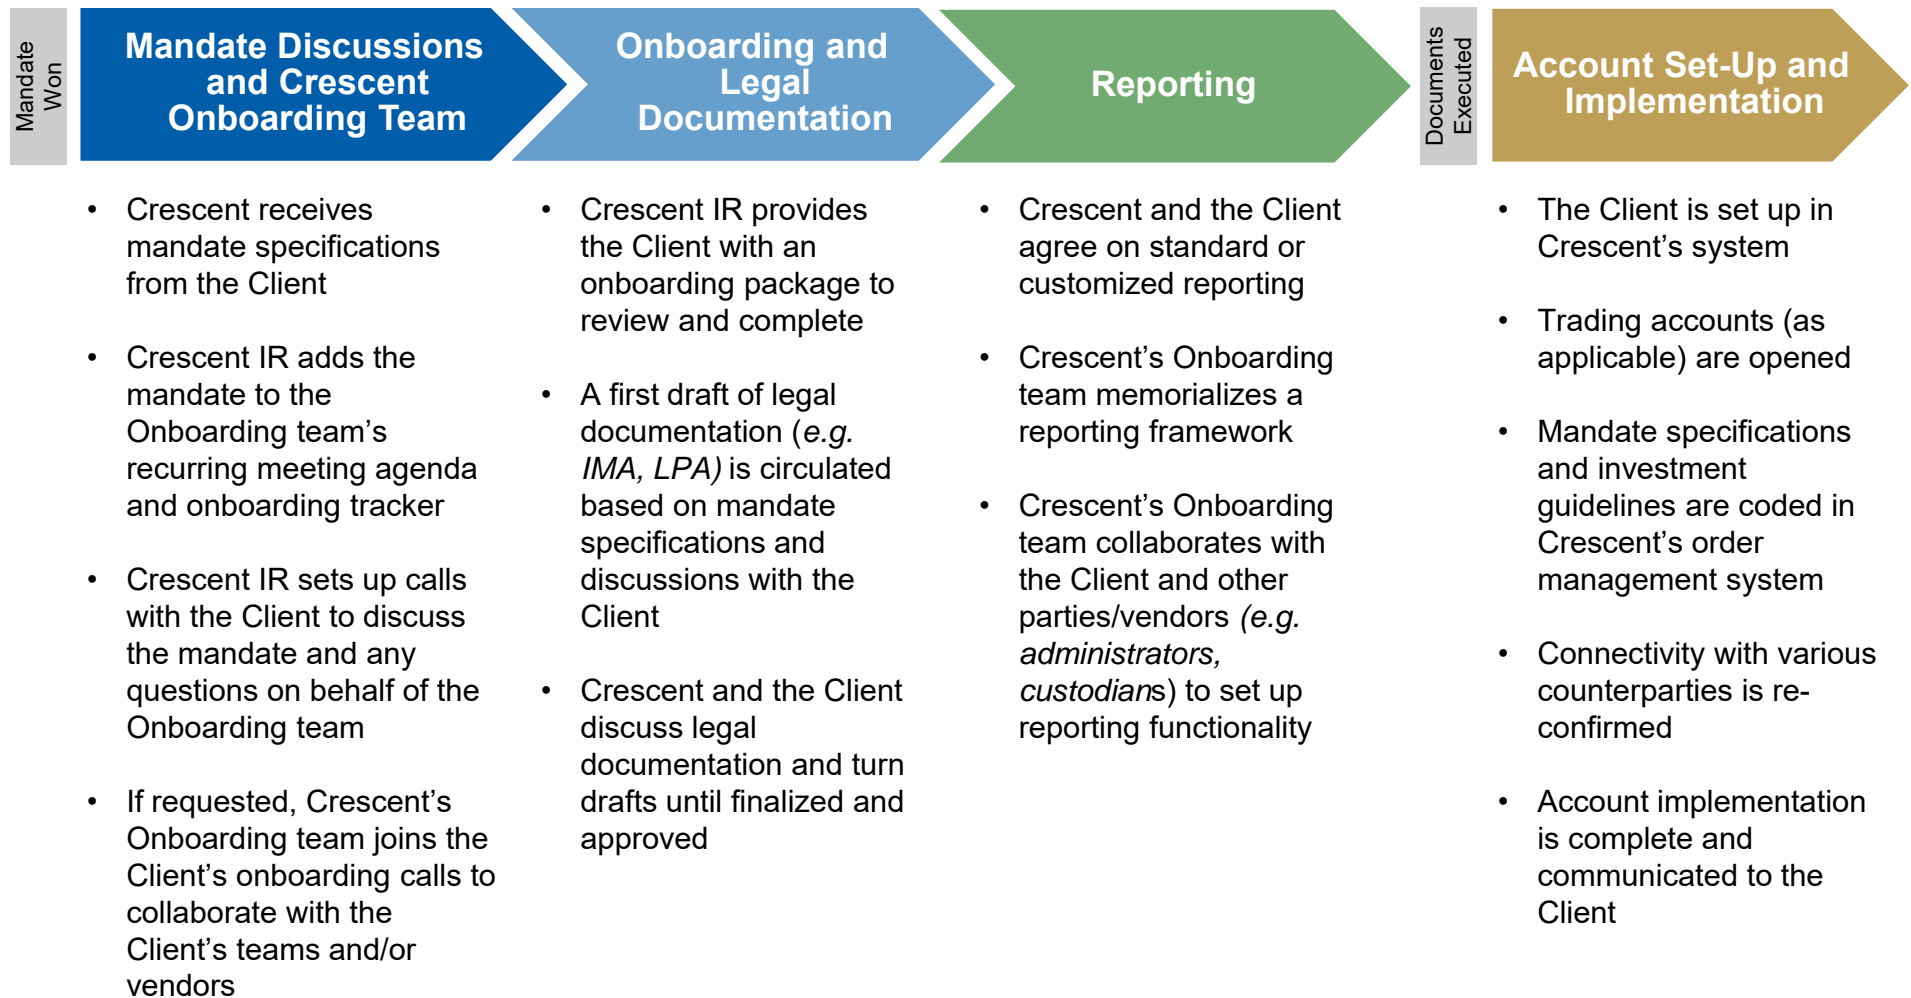 Mandate
Won
Mandate Discussions
and Crescent
Onboarding Team
Onboarding and
Legal
Documentation
Reporting
Documents
Executed
Account Set-Up and
Implementation
• Crescent receives
mandate specifications
from the Client
• Crescent IR adds the
mandate to the
Onboarding team’s
recurring meeting agenda
and onboarding tracker
• Crescent IR sets up calls
with the Client to discuss
the mandate and any
questions on behalf of the
Onboarding team
• If requested, Crescent’s
Onboarding team joins the
Client’s onboarding calls to
collaborate with the
Client’s teams and/or
vendors
• Crescent IR provides
the Client with an
onboarding package to
review and complete
• A first draft of legal
documentation (e.g.
IMA, LPA) is circulated
based on mandate
specifications and
discussions with the
Client
• Crescent and the Client
discuss legal
documentation and turn
drafts until finalized and
approved
• Crescent and the Client
agree on standard or
customized reporting
• Crescent’s Onboarding
team memorializes a
reporting framework
• Crescent’s Onboarding
team collaborates with
the Client and other
parties/vendors (e.g.
administrators,
custodians) to set up
reporting functionality
• The Client is set up in
Crescent’s system
• Trading accounts (as
applicable) are opened
• Mandate specifications
and investment
guidelines are coded in
Crescent’s order
management system
• Connectivity with various
counterparties is re-
confirmed
• Account implementation
is complete and
communicated to the
Client